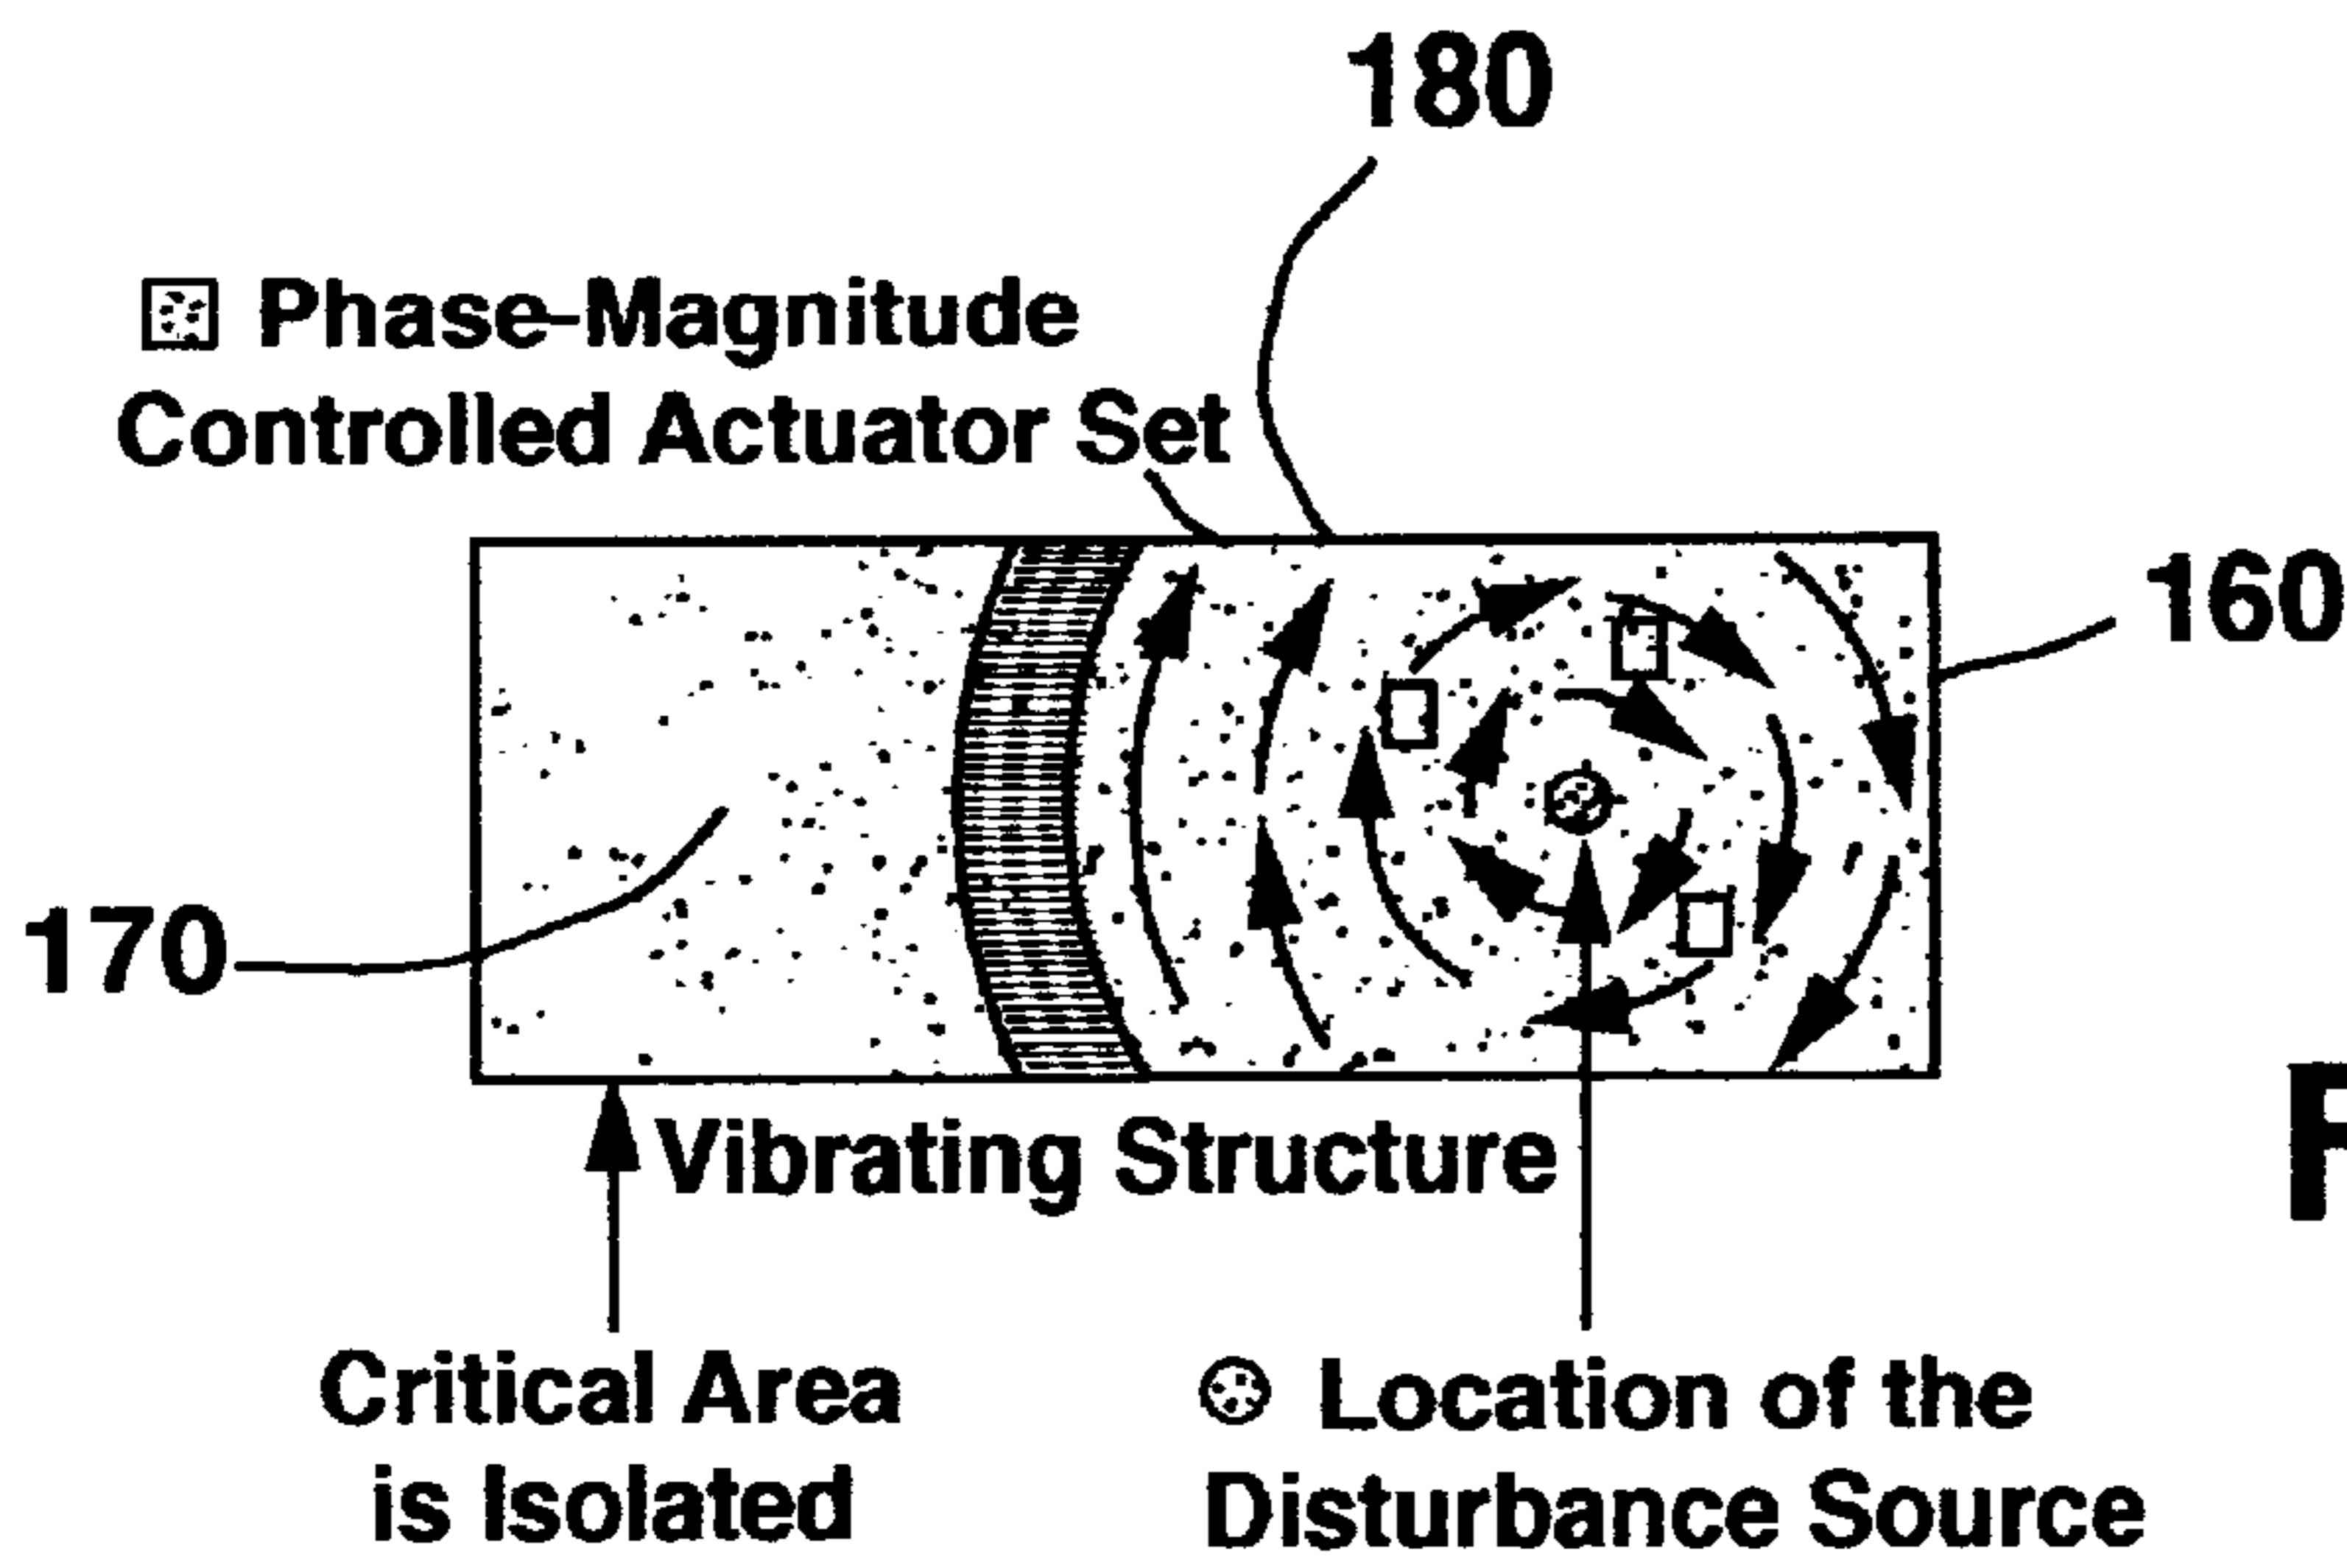 180
Phase-Magnitude
Controlled Actuator Set
160
170
Vibrating Structure
Critical Area
is Isolated
Location of the
Disturbance Source